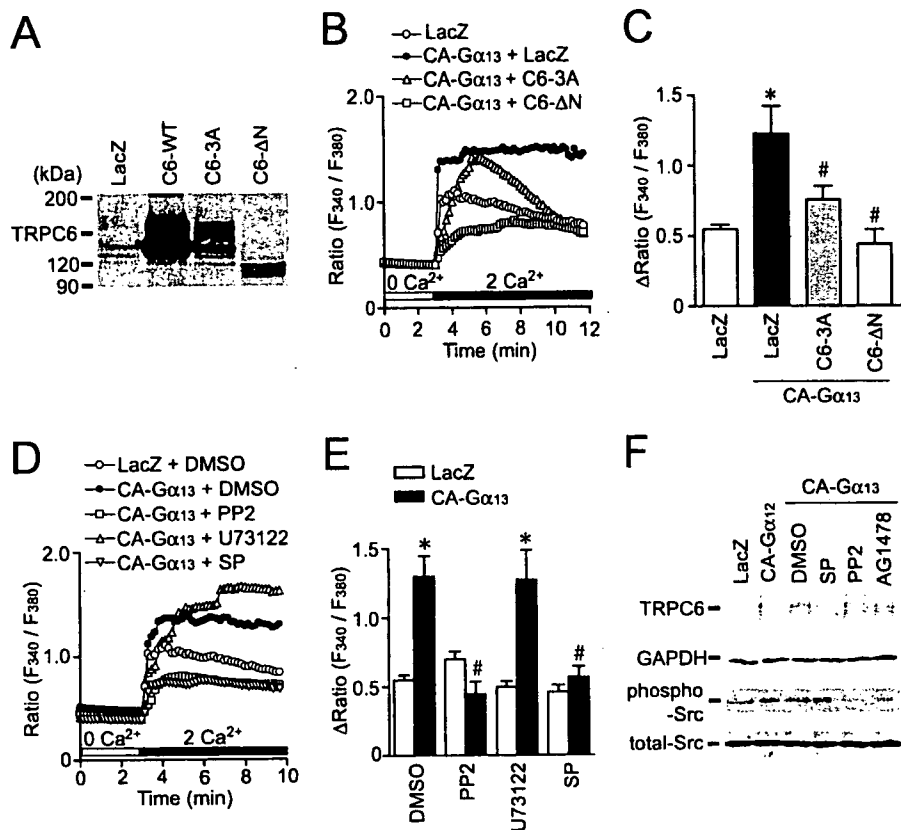 A
(kDa)
LacZ
C6-WT
C6-3A
C6-ΔN
200
TRPC6
120
90
B
LacZ
CA-Gα13 + LacZ
CA-Gα13 + C6-3A
CA-Gα13 + C6-ΔN
Ratio (F340 / F380)
2.0
1.0
0
0 Ca2+
2 Ca2+
0 2 4 6 8 10 12
Time (min)
C
ΔRatio (F340 / F380)
1.5
1.0
0.5
0
*
#
#
LacZ
LacZ
C6-3A
C6-ΔN
CA-Gα13
D
LacZ + DMSO
CA-Gα13 + DMSO
CA-Gα13 + PP2
CA-Gα13 + U73122
CA-Gα13 + SP
Ratio (F340 / F380)
2.0
1.0
0
0 Ca2+
2 Ca2+
0 2 4 6 8 10
Time (min)
E
LacZ
CA-Gα13
ΔRatio (F340 / F380)
1.5
1.0
0.5
0
*
#
*
#
DMSO
PP2
U73122
SP
F
CA-Gα13
LacZ
CA-Gα12
DMSO
SP
PP2
AG1478
TRPC6
GAPDH
phospho
-Src
total-Src